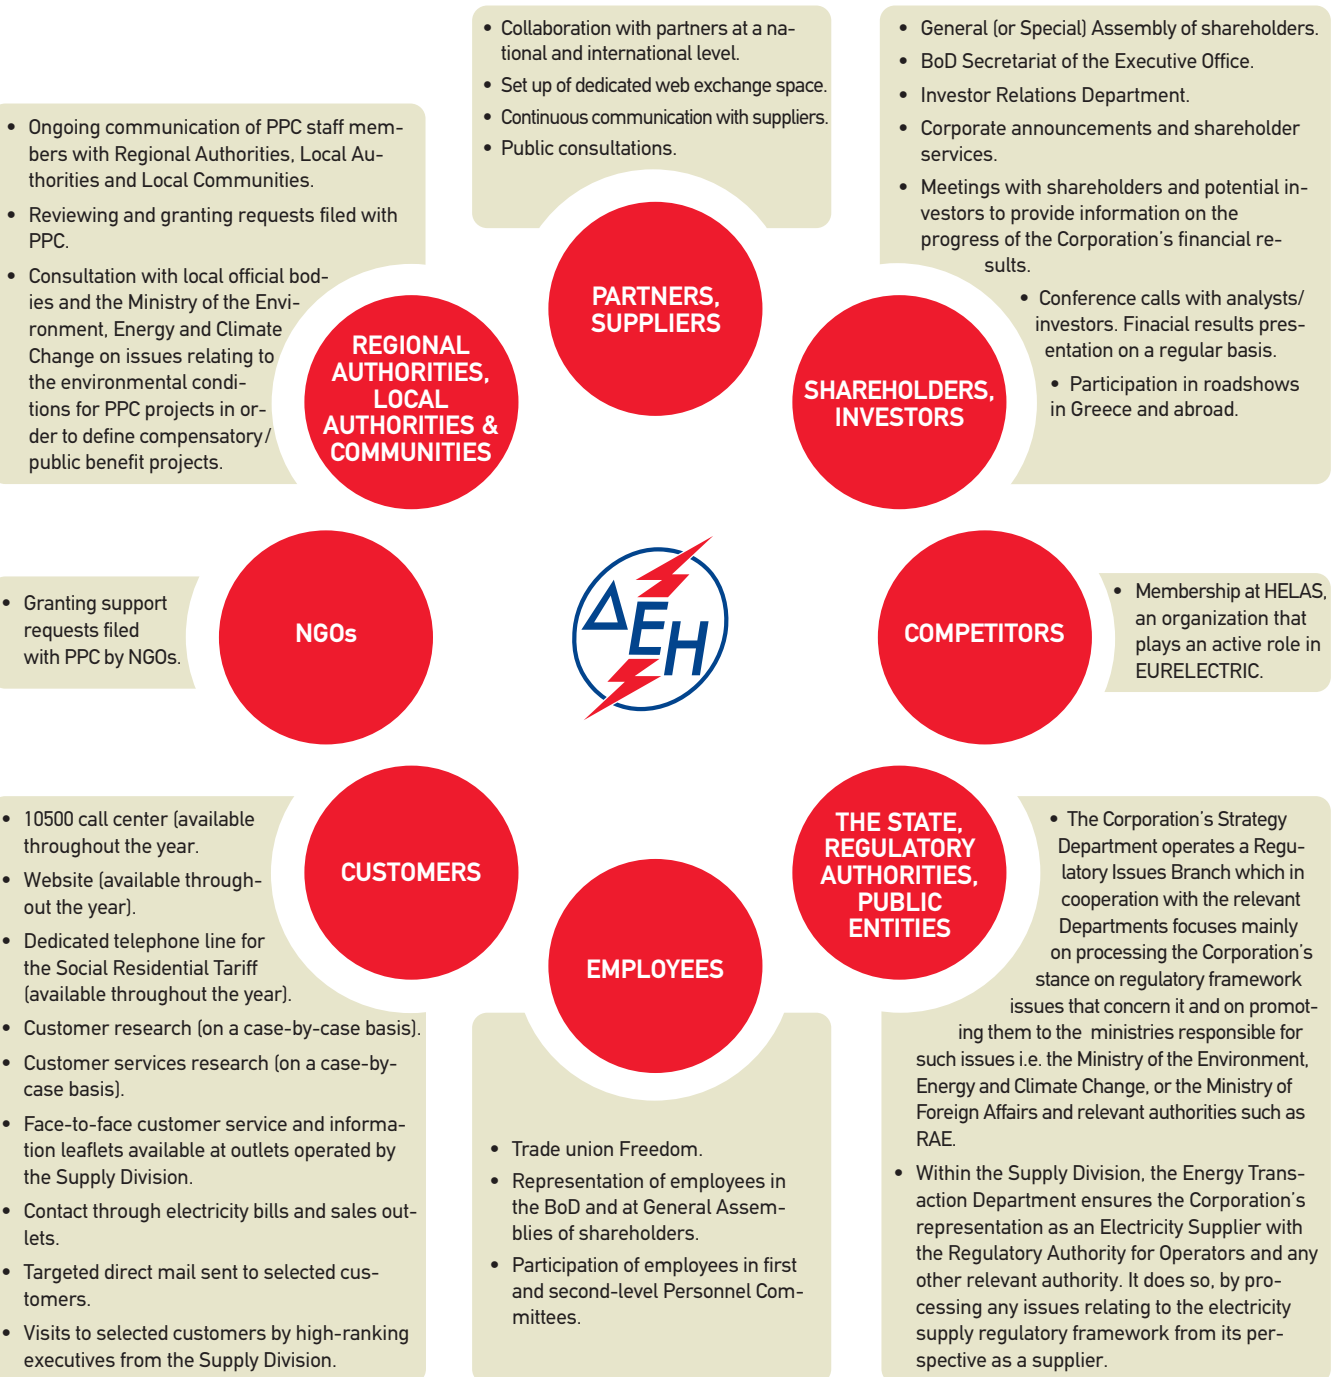 • Collaboration with partners at a na-
tional and international level.
• Set up of dedicated web exchange space.
• Continuous communication with suppliers.
• Public consultations.
PARTNERS,
SUPPLIERS
• General (or Special) Assembly of shareholders.
• BoD Secretariat of the Executive Office.
• Investor Relations Department.
• Corporate announcements and shareholder
services.
• Meetings with shareholders and potential in-
vestors to provide information on the
progress of the Corporation's financial re-
sults.
• Conference calls with analysts/
investors. Finacial results pres-
entation on a regular basis.
• Participation in roadshows
in Greece and abroad.
SHAREHOLDERS,
INVESTORS
• Ongoing communication of PPC staff mem-
bers with Regional Authorities, Local Au-
thorities and Local Communities.
• Reviewing and granting requests filed with
PPC.
• Consultation with local official bod-
ies and the Ministry of the Envi-
ronment, Energy and Climate
Change on issues relating to
the environmental condi-
tions for PPC projects in or-
der to define compensatory/
public benefit projects.
REGIONAL
AUTHORITIES,
LOCAL
AUTHORITIES &
COMMUNITIES
• Granting support
requests filed
with PPC by NGOs.
NGOs
ΔΕΗ
COMPETITORS
• Membership at HELAS,
an organization that
plays an active role in
EURELECTRIC.
• 10500 call center (available
throughout the year.
• Website (available through-
out the year).
• Dedicated telephone line for
the Social Residential Tariff
(available throughout the year).
• Customer research (on a case-by-case basis).
• Customer services research (on a case-by-
case basis).
• Face-to-face customer service and informa-
tion leaflets available at outlets operated by
the Supply Division.
• Contact through electricity bills and sales out-
lets.
• Targeted direct mail sent to selected cus-
tomers.
• Visits to selected customers by high-ranking
executives from the Supply Division.
CUSTOMERS
EMPLOYEES
• Trade union Freedom.
• Representation of employees in
the BoD and at General Assem-
blies of shareholders.
• Participation of employees in first
and second-level Personnel Com-
mittees.
THE STATE,
REGULATORY
AUTHORITIES,
PUBLIC
ENTITIES
• The Corporation's Strategy
Department operates a Regu-
latory Issues Branch which in
cooperation with the relevant
Departments focuses mainly
on processing the Corporation's
stance on regulatory framework
issues that concern it and on promot-
ing them to the ministries responsible for
such issues i.e. the Ministry of the Environment,
Energy and Climate Change, or the Ministry of
Foreign Affairs and relevant authorities such as
RAE.
• Within the Supply Division, the Energy Trans-
action Department ensures the Corporation's
representation as an Electricity Supplier with
the Regulatory Authority for Operators and any
other relevant authority. It does so, by pro-
cessing any issues relating to the electricity
supply regulatory framework from its per-
spective as a supplier.